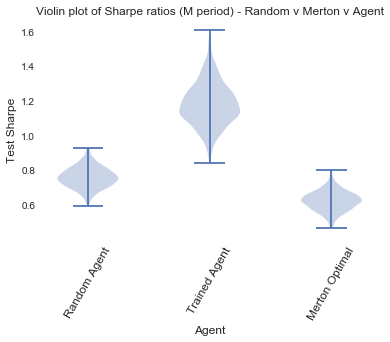 Violin plot of Sharpe ratios (M period) - Random v Merton v Agent
1.6
1.4
1.2
1.0
0.8
0.6
Test Sharpe
Random Agent
Trained Agent
Merton Optimal
Agent